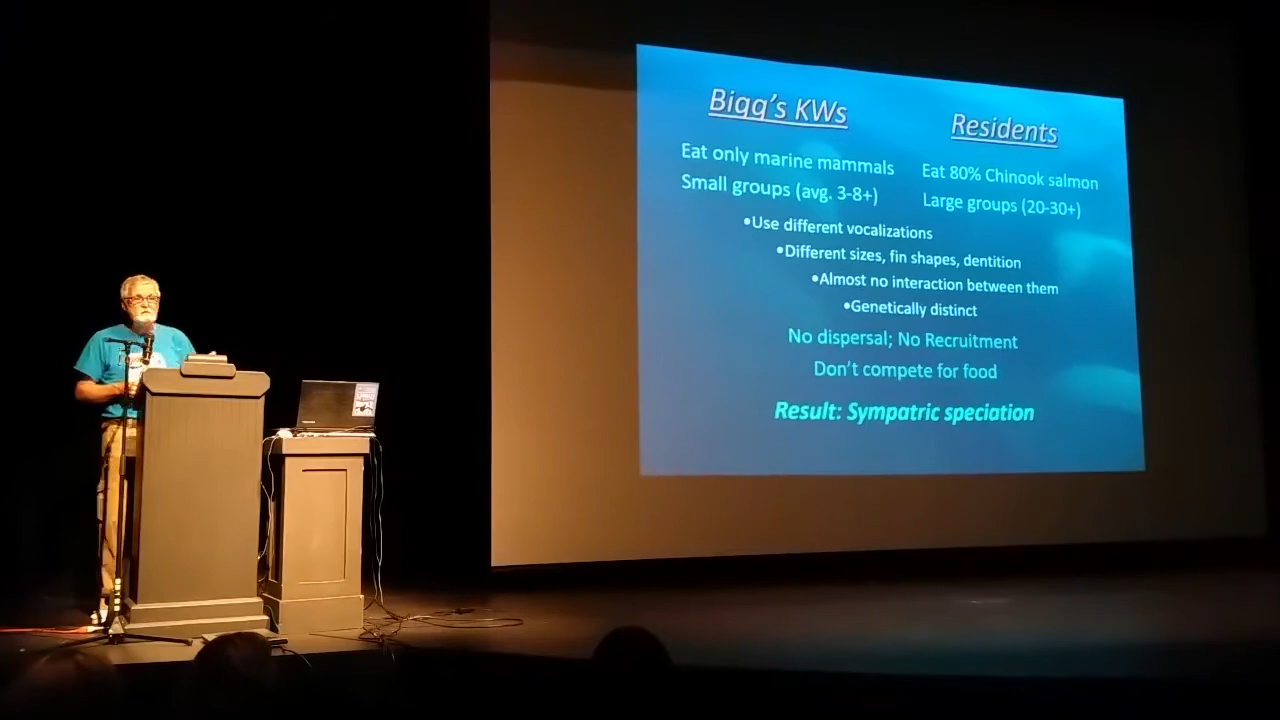 Bigg's KWs
Residents
Eat only marine mammals
Eat 80% Chinook salmon
Small groups (avg. 3-8+)
Large groups (20-30+)
•Use different vocalizations
•Different sizes, fin shapes, dentition
•Almost no interaction between them
•Genetically distinct
No dispersal; No Recruitment
Don't compete for food
Result: Sympatric speciation